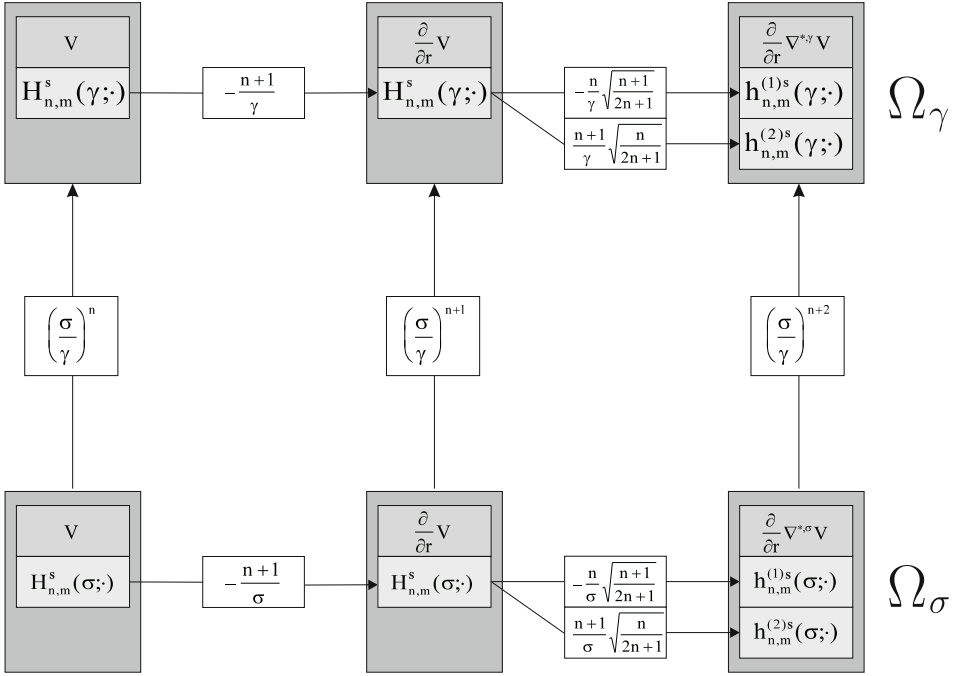 V
∂/∂r V
∂/∂r ∇*,γ V
H^s_{n,m}(γ;·)
−(n+1)/γ
H^s_{n,m}(γ;·)
−(n/γ)√((n+1)/(2n+1))
h^{(1)s}_{n,m}(γ;·)
((n+1)/γ)√(n/(2n+1))
h^{(2)s}_{n,m}(γ;·)
Ω_γ
(σ/γ)^n
(σ/γ)^{n+1}
(σ/γ)^{n+2}
V
∂/∂r V
∂/∂r ∇*,σ V
H^s_{n,m}(σ;·)
−(n+1)/σ
H^s_{n,m}(σ;·)
−(n/σ)√((n+1)/(2n+1))
h^{(1)s}_{n,m}(σ;·)
((n+1)/σ)√(n/(2n+1))
h^{(2)s}_{n,m}(σ;·)
Ω_σ